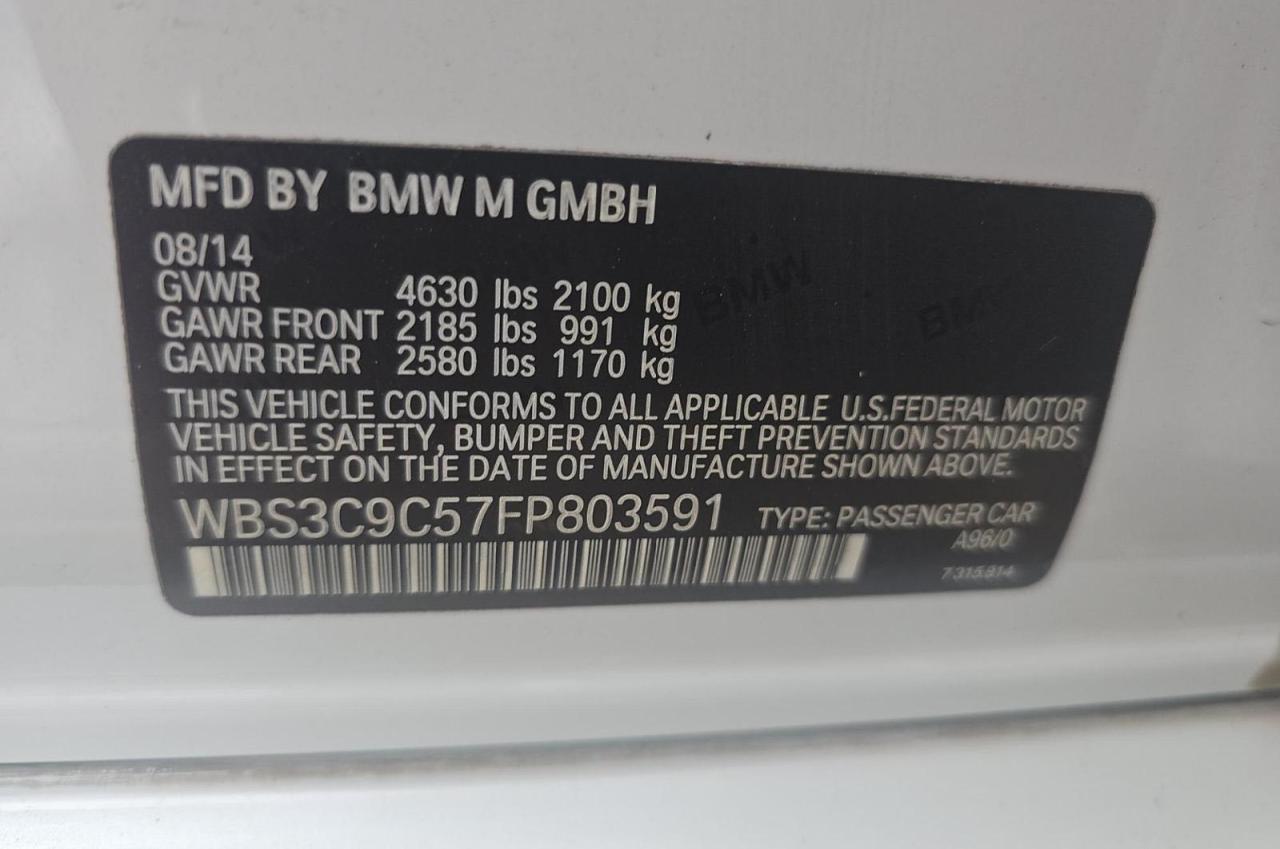 MFD BY BMW M GMBH
08/14
GVWR 4630 lbs 2100 kg
GAWR FRONT 2185 lbs 991 kg
GAWR REAR 2580 lbs 1170 kg
THIS VEHICLE CONFORMS TO ALL APPLICABLE U.S.FEDERAL MOTOR
VEHICLE SAFETY, BUMPER AND THEFT PREVENTION STANDARDS
IN EFFECT ON THE DATE OF MANUFACTURE SHOWN ABOVE.
WBS3C9C57FP803591 TYPE: PASSENGER CAR
A96/0
7315814
BMW
BMW